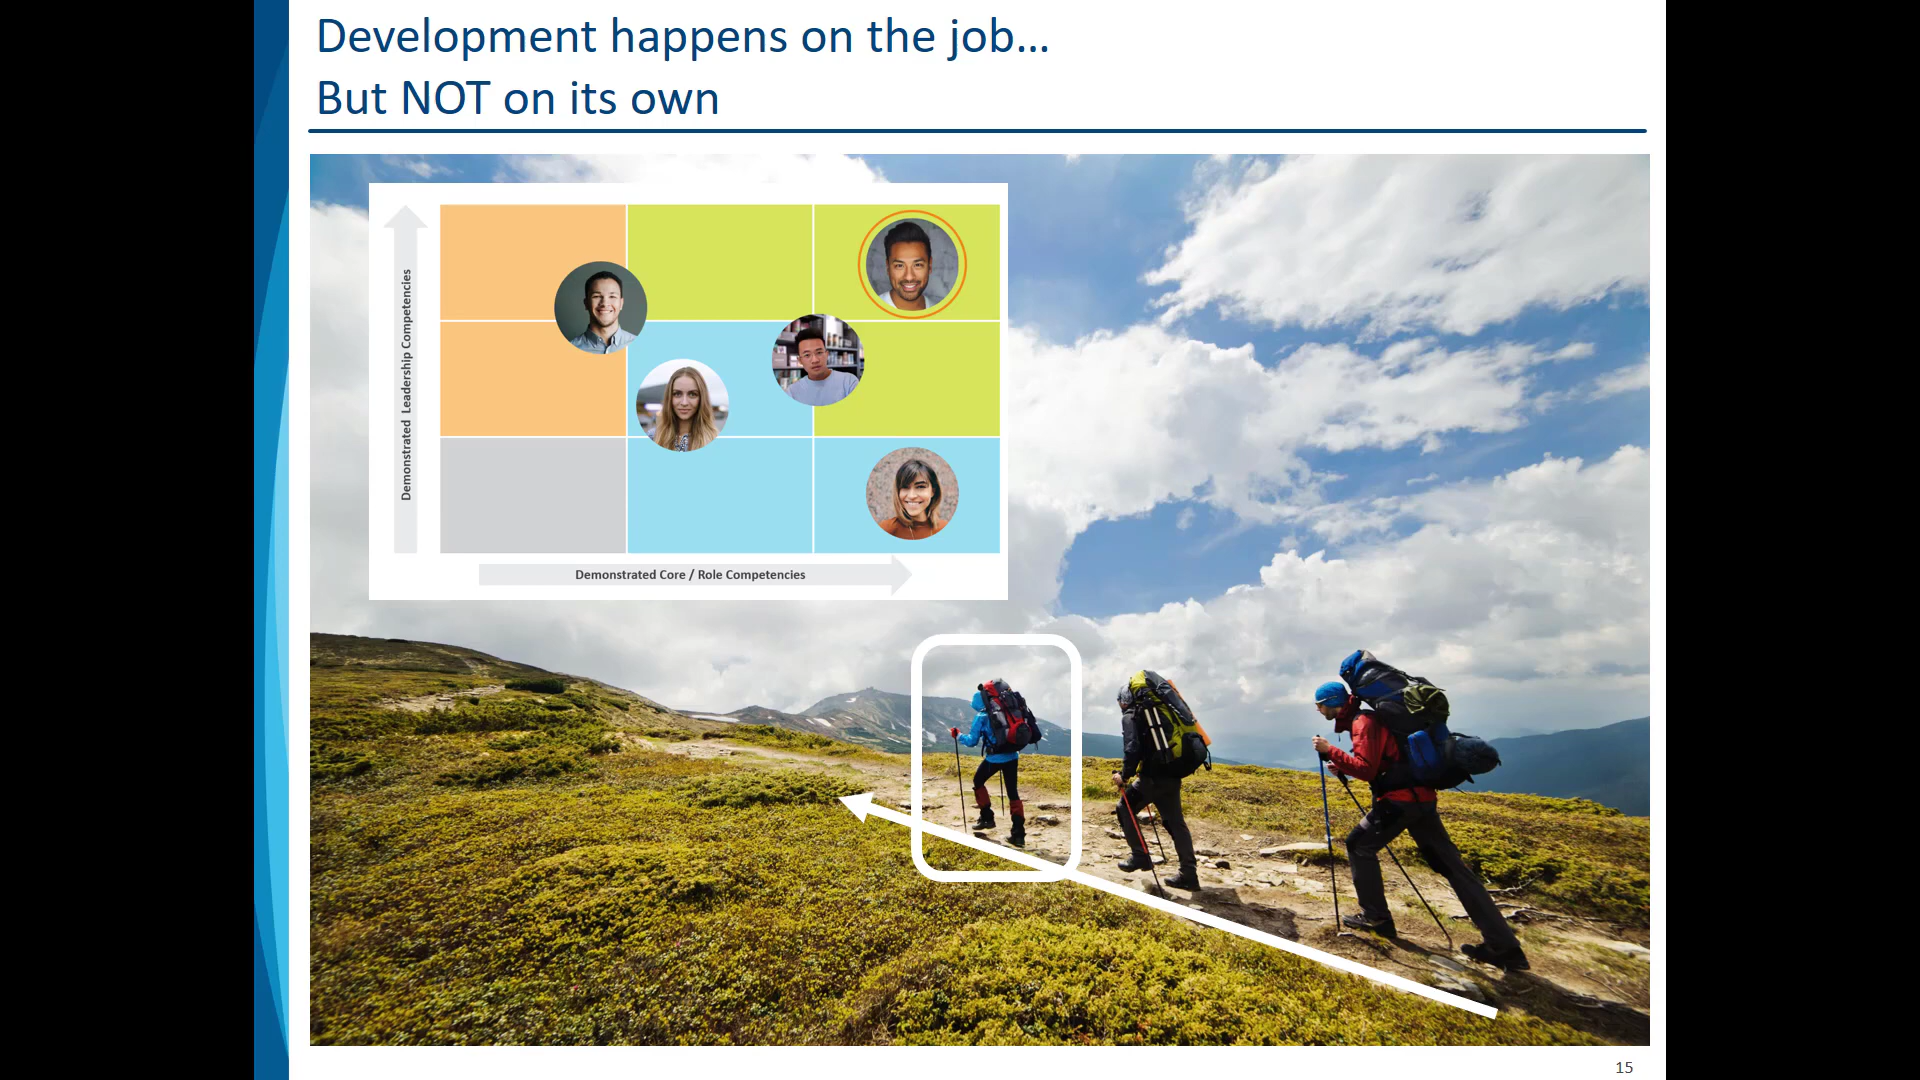 Development happens on the job...
But NOT on its own
Demonstrated Leadership Competencies
Demonstrated Core / Role Competencies
15